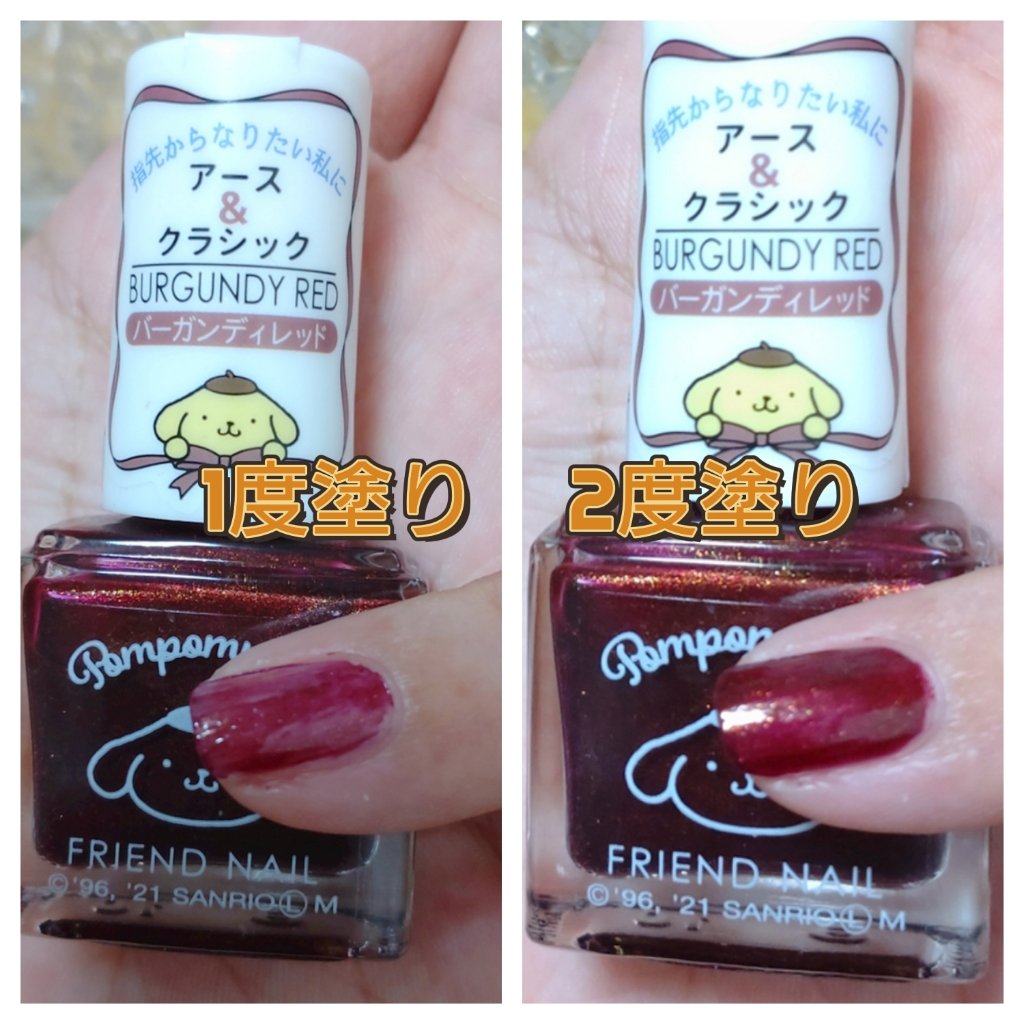 指先からなりたい私に
アース
&
クラシック
BURGUNDY RED
バーガンディレッド
1度塗り
FRIEND NAIL
©'96, '21 SANRIO Ⓛ M
指先からなりたい私に
アース
&
クラシック
BURGUNDY RED
バーガンディレッド
2度塗り
FRIEND NAIL
©'96, '21 SANRIO Ⓛ M